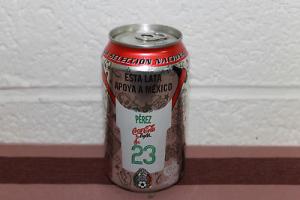 SELECCIÓN NACIONAL
ESTA LATA
APOYA A MÉXICO
PÉREZ
Coca-Cola
Light
23